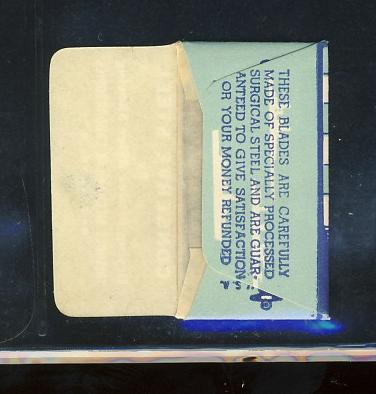 THESE BLADES ARE CAREFULLY
MADE OF SPECIALLY PROCESSED
SURGICAL STEEL AND ARE GUAR-
ANTEED TO GIVE SATISFACTION
OR YOUR MONEY REFUNDED